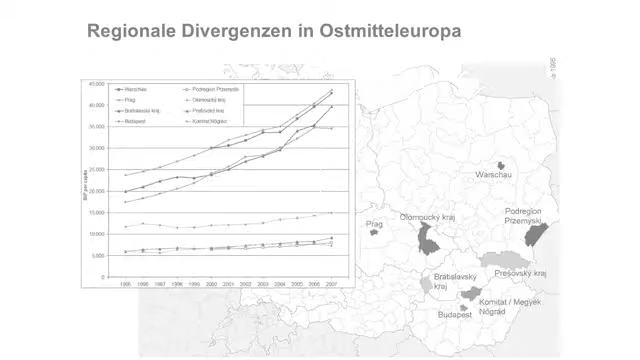 Regionale Divergenzen in Ostmitteleuropa
45.000
40.000
35.000
30.000
25.000
20.000
15.000
10.000
5.000
0
BIP per capita
Warschau
Prag
Bratislavský kraj
Budapest
Podregion Przemyski
Olomoucký kraj
Prešovský kraj
Komitat Nógrád
1995 1996 1997 1998 1999 2000 2001 2002 2003 2004 2005 2006 2007
Warschau
Prag
Olomoucký kraj
Podregion
Przemyski
Prešovský kraj
Bratislavský
kraj
Komitat / Megyék
Nógrád
Budapest